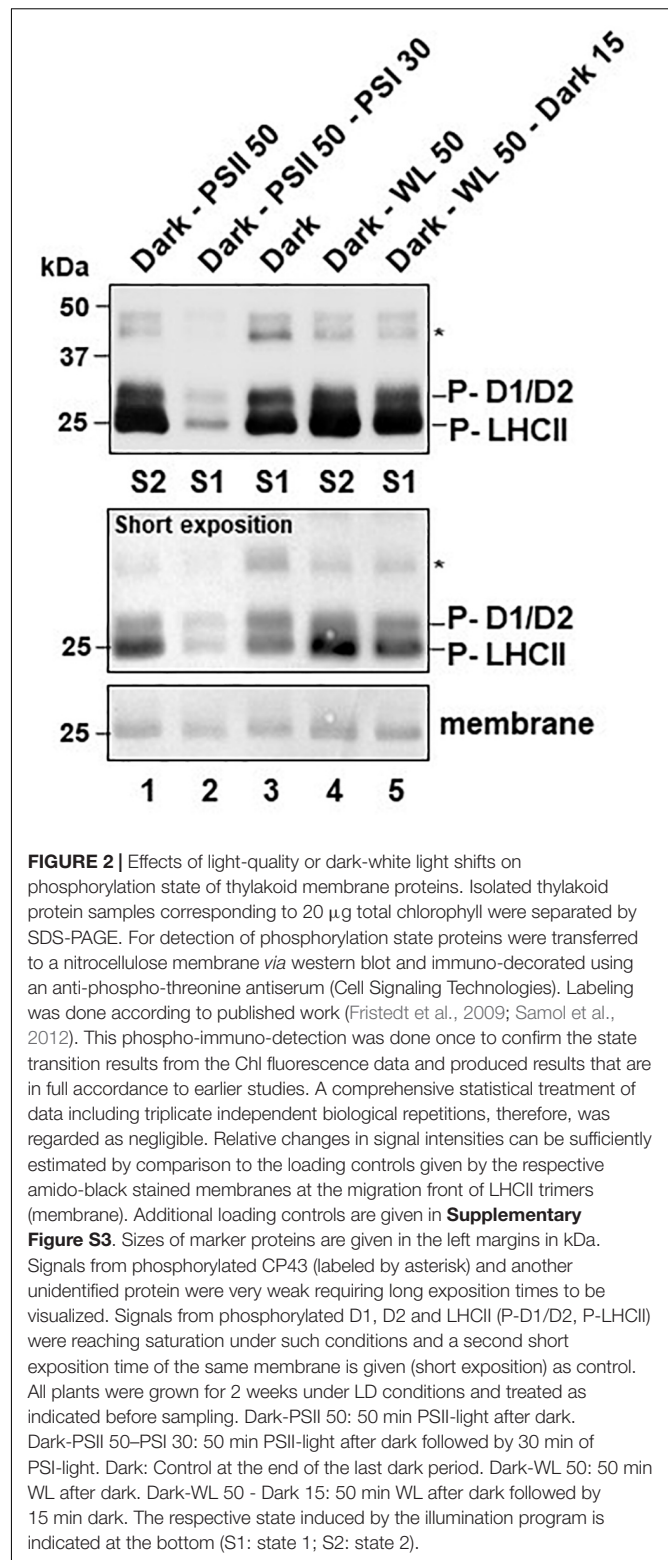 Dark - PSII 50
Dark - PSII 50 - PSI 30
Dark
Dark - WL 50
Dark - WL 50 - Dark 15
kDa
50
37
25
*
P- D1/D2
P- LHCII
S2 S1 S1 S2 S1
Short exposition
*
P- D1/D2
25
P- LHCII
25
membrane
1 2 3 4 5
FIGURE 2 | Effects of light-quality or dark-white light shifts on
phosphorylation state of thylakoid membrane proteins. Isolated thylakoid
protein samples corresponding to 20 μg total chlorophyll were separated by
SDS-PAGE. For detection of phosphorylation state proteins were transferred
to a nitrocellulose membrane via western blot and immuno-decorated using
an anti-phospho-threonine antiserum (Cell Signaling Technologies). Labeling
was done according to published work (Fristedt et al., 2009; Samol et al.,
2012). This phospho-immuno-detection was done once to confirm the state
transition results from the Chl fluorescence data and produced results that are
in full accordance to earlier studies. A comprehensive statistical treatment of
data including triplicate independent biological repetitions, therefore, was
regarded as negligible. Relative changes in signal intensities can be sufficiently
estimated by comparison to the loading controls given by the respective
amido-black stained membranes at the migration front of LHCII trimers
(membrane). Additional loading controls are given in Supplementary
Figure S3. Sizes of marker proteins are given in the left margins in kDa.
Signals from phosphorylated CP43 (labeled by asterisk) and another
unidentified protein were very weak requiring long exposition times to be
visualized. Signals from phosphorylated D1, D2 and LHCII (P-D1/D2, P-LHCII)
were reaching saturation under such conditions and a second short
exposition time of the same membrane is given (short exposition) as control.
All plants were grown for 2 weeks under LD conditions and treated as
indicated before sampling. Dark-PSII 50: 50 min PSII-light after dark.
Dark-PSII 50–PSI 30: 50 min PSII-light after dark followed by 30 min of
PSI-light. Dark: Control at the end of the last dark period. Dark-WL 50: 50 min
WL after dark. Dark-WL 50 - Dark 15: 50 min WL after dark followed by
15 min dark. The respective state induced by the illumination program is
indicated at the bottom (S1: state 1; S2: state 2).